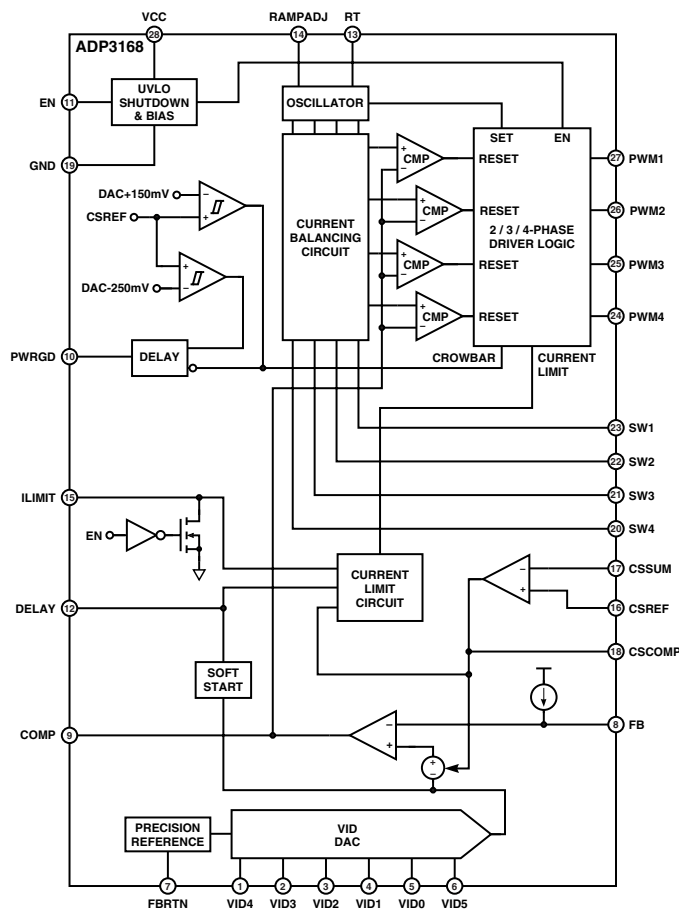 VCC
RAMPADJ
RT
28
14
13
ADP3168
EN
11
UVLO
SHUTDOWN
& BIAS
OSCILLATOR
SET
EN
GND
19
CMP
+
–
RESET
27
PWM1
DAC+150mV
–
CSREF
+
CURRENT
BALANCING
CIRCUIT
+
–
CMP
RESET
2 / 3 / 4-PHASE
DRIVER LOGIC
26
PWM2
+
–
DAC-250mV
+
–
CMP
RESET
25
PWM3
+
–
CMP
RESET
24
PWM4
PWRGD
10
DELAY
CROWBAR
CURRENT
LIMIT
23
SW1
22
SW2
21
SW3
20
SW4
ILIMIT
15
EN
CURRENT
LIMIT
CIRCUIT
–
+
17
CSSUM
16
CSREF
DELAY
12
18
CSCOMP
SOFT
START
COMP
9
–
+
8
FB
+
–
PRECISION
REFERENCE
VID
DAC
7
1
2
3
4
5
6
FBRTN
VID4
VID3
VID2
VID1
VID0
VID5